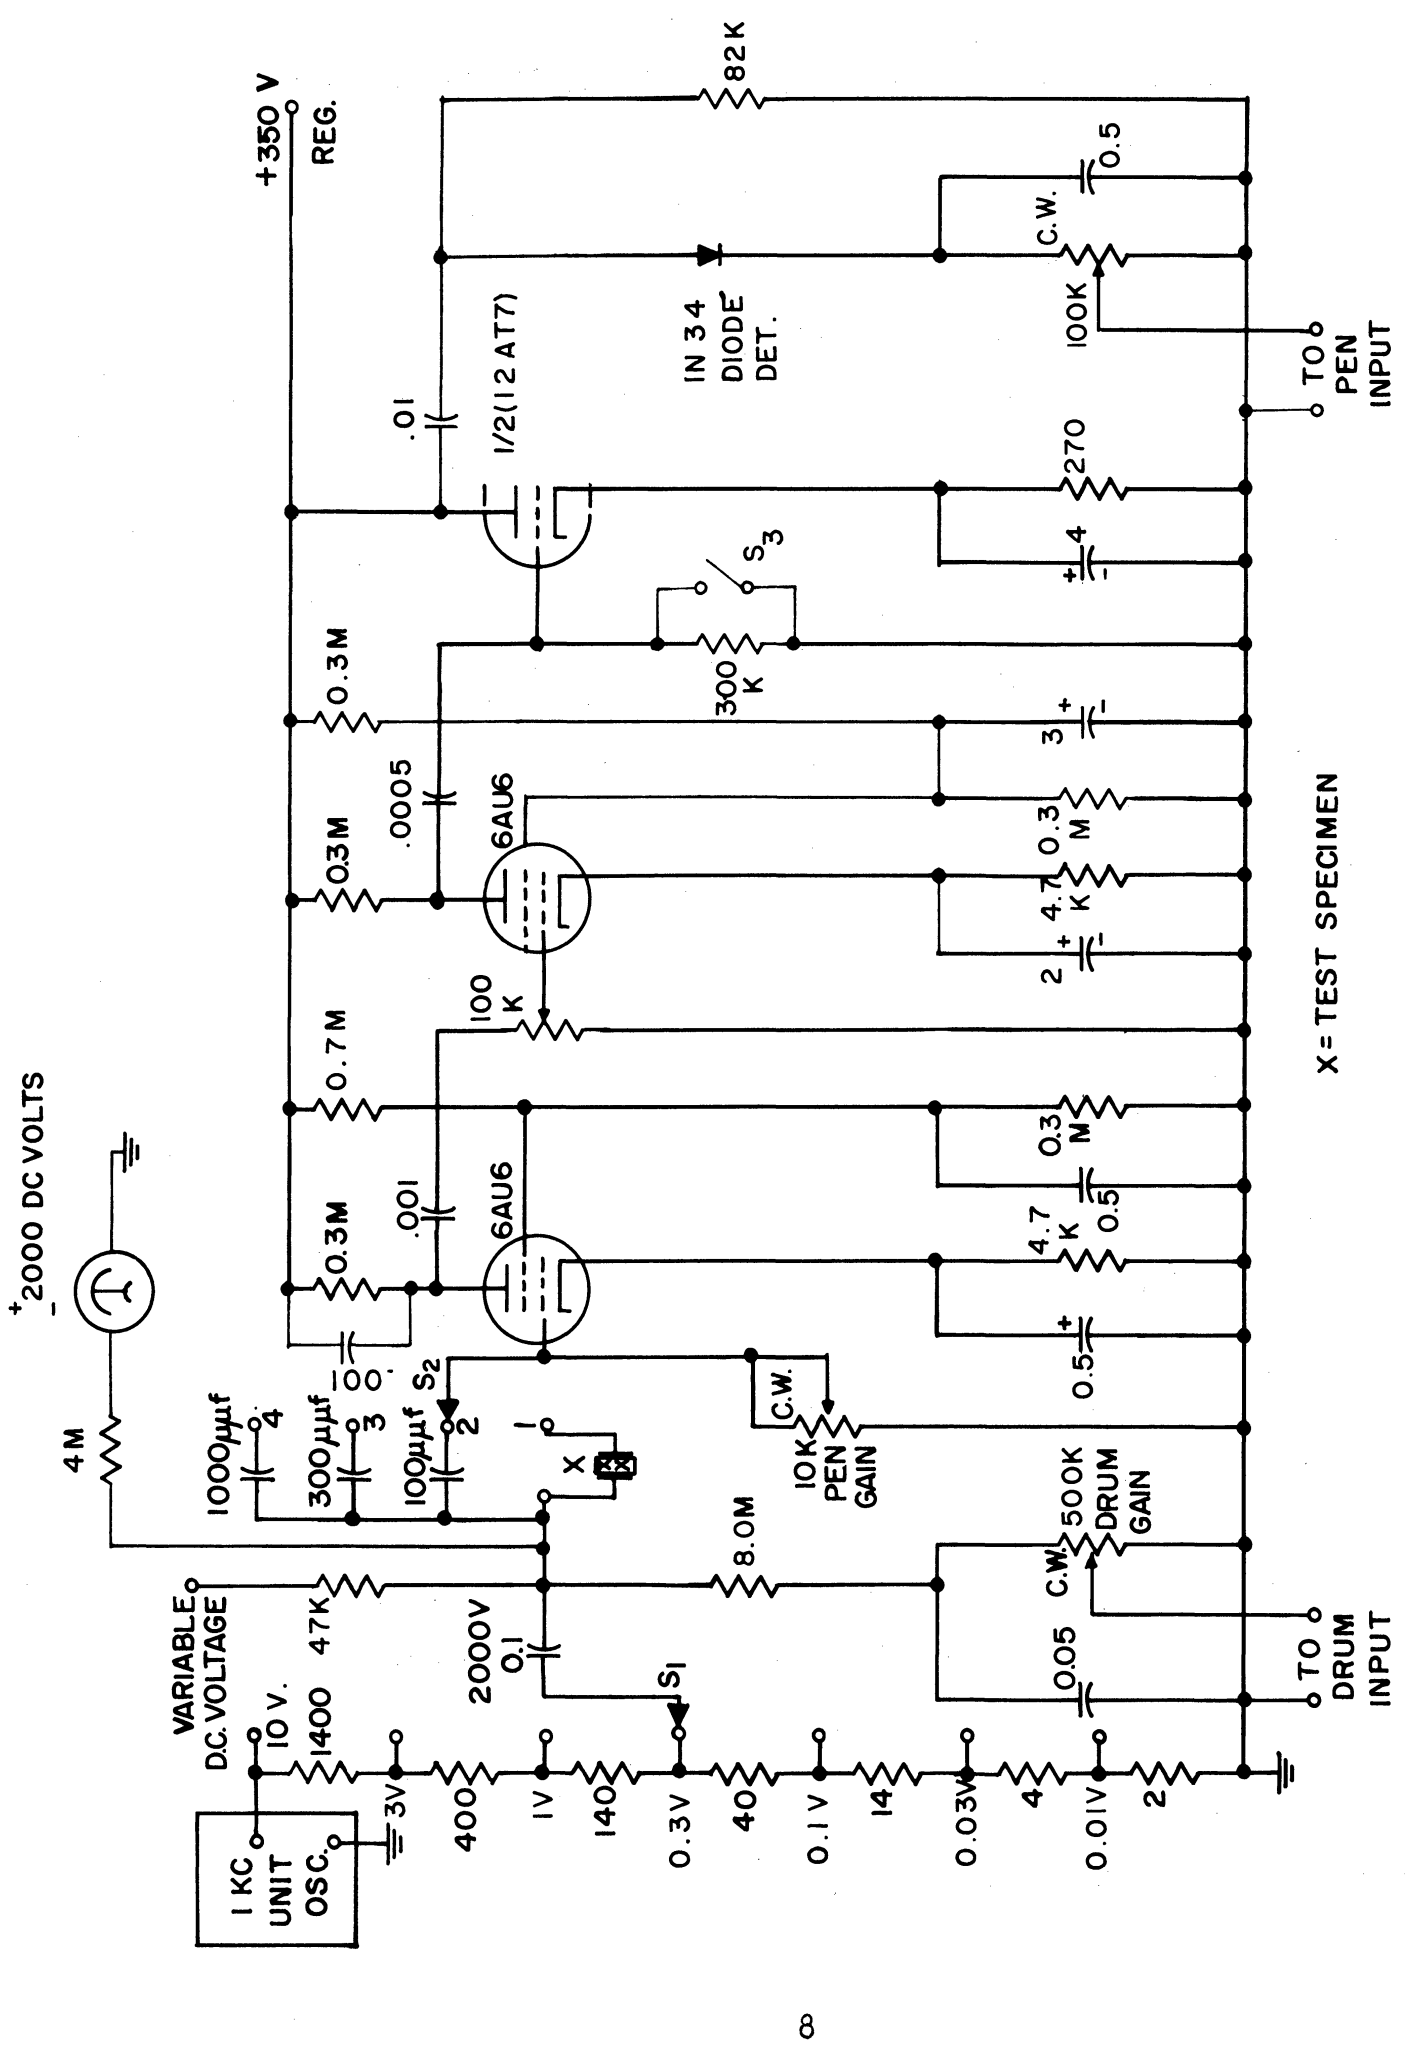 + - 2000 DC VOLTS
4M
+350 V
REG.
VARIABLE
D.C. VOLTAGE
47K
1 KC
UNIT
OSC.
10 V.
1400
3V
400
1V
140
0.3V
40
0.1V
14
0.03V
4
0.01V
2
2000V
0.1
S1
8.0M
0.05
C.W.
500K
DRUM
GAIN
TO
DRUM
INPUT
1000μμf
4
300μμf
3
100μμf
2
1
X
S2
.001
0.3M
.001
6AU6
C.W.
10K
PEN
GAIN
0.5
+
4.7
K
0.5
0.3
M
0.7M
100
K
0.3M
.0005
6AU6
2
+
-
4.7
K
0.3
M
0.3M
3
+
-
300
K
S3
1/2(12AT7)
.01
+
-
4
270
IN34
DIODE
DET.
100K
C.W.
0.5
82K
TO
PEN
INPUT
X = TEST SPECIMEN
8